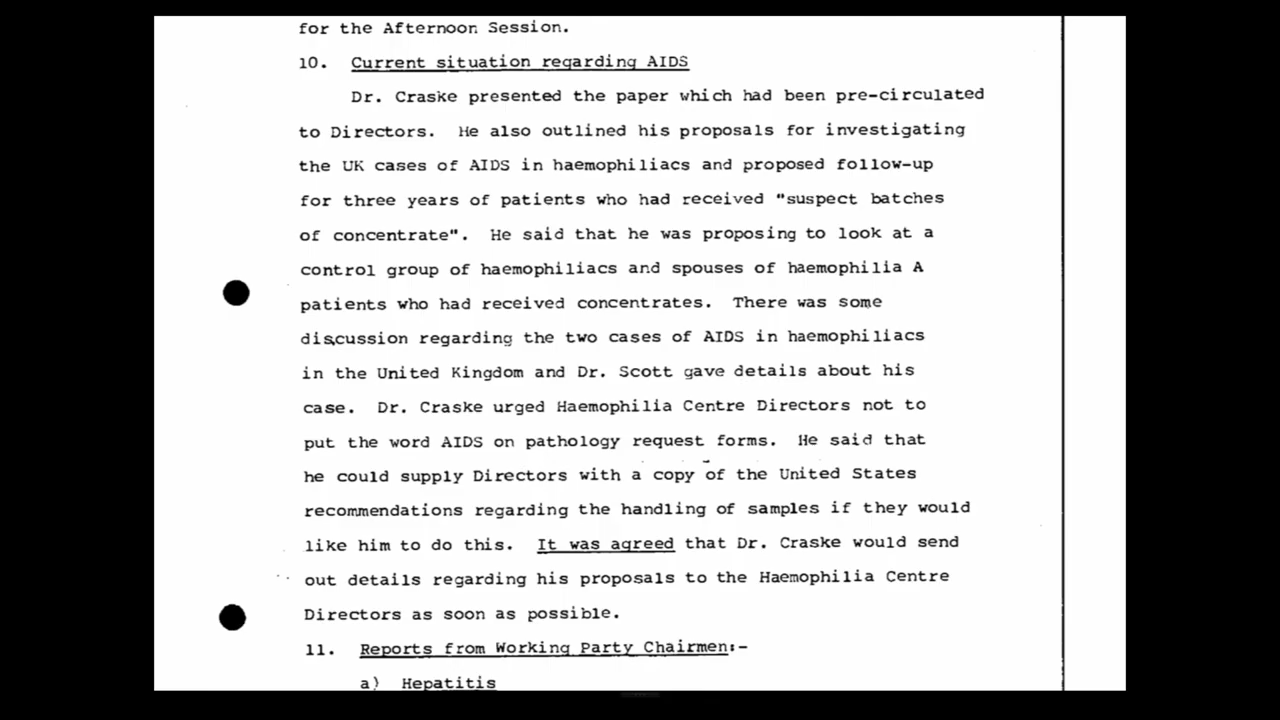 for the Afternoon Session.
10. Current situation regarding AIDS
Dr. Craske presented the paper which had been pre-circulated
to Directors. He also outlined his proposals for investigating
the UK cases of AIDS in haemophiliacs and proposed follow-up
for three years of patients who had received "suspect batches
of concentrate". He said that he was proposing to look at a
control group of haemophiliacs and spouses of haemophilia A
patients who had received concentrates. There was some
discussion regarding the two cases of AIDS in haemophiliacs
in the United Kingdom and Dr. Scott gave details about his
case. Dr. Craske urged Haemophilia Centre Directors not to
put the word AIDS on pathology request forms. He said that
he could supply Directors with a copy of the United States
recommendations regarding the handling of samples if they would
like him to do this. It was agreed that Dr. Craske would send
out details regarding his proposals to the Haemophilia Centre
Directors as soon as possible.
11. Reports from Working Party Chairmen:-
a) Hepatitis